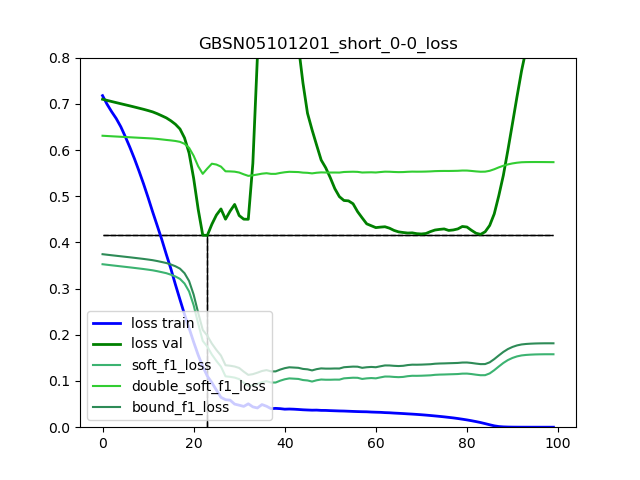 GBSN05101201_short_0-0_loss
0.8
0.7
0.6
0.5
0.4
0.3
0.2
0.1
0.0
loss train
loss val
soft_f1_loss
double_soft_f1_loss
bound_f1_loss
0 20 40 60 80 100